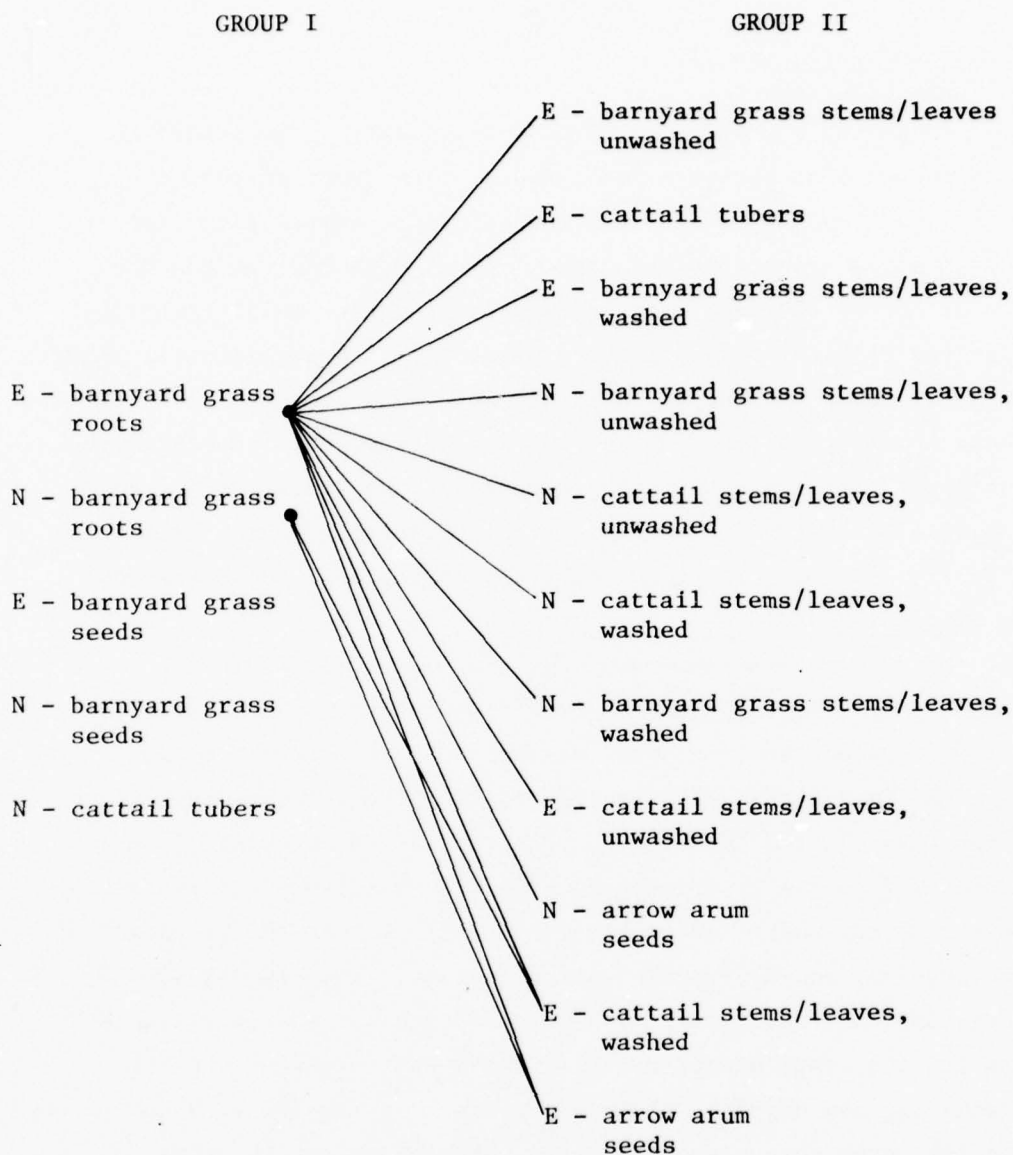 GROUP I
E - barnyard grass
roots
N - barnyard grass
roots
E - barnyard grass
seeds
N - barnyard grass
seeds
N - cattail tubers
GROUP II
E - barnyard grass stems/leaves
unwashed
E - cattail tubers
E - barnyard grass stems/leaves,
washed
N - barnyard grass stems/leaves,
unwashed
N - cattail stems/leaves,
unwashed
N - cattail stems/leaves,
washed
N - barnyard grass stems/leaves,
washed
E - cattail stems/leaves,
unwashed
N - arrow arum
seeds
E - cattail stems/leaves,
washed
E - arrow arum
seeds